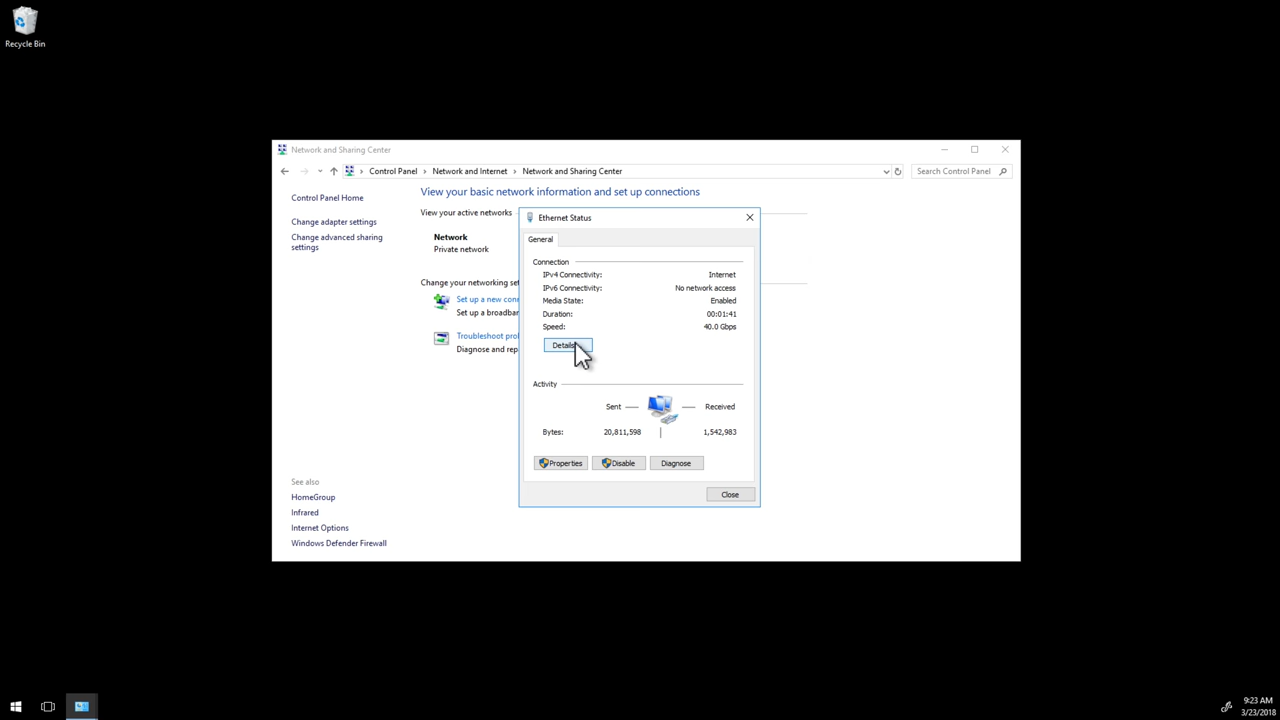 Recycle Bin
Network and Sharing Center
Control Panel Network and Internet Network and Sharing Center
Search Control Panel
Control Panel Home
Change adapter settings
Change advanced sharing
settings
View your basic network information and set up connections
View your active networks
Network
Private network
Change your networking set
Set up a new conn
Set up a broadbar
Troubleshoot prol
Diagnose and rep
Ethernet Status
General
Connection
IPv4 Connectivity: Internet
IPv6 Connectivity: No network access
Media State: Enabled
Duration: 00:01:41
Speed: 40.0 Gbps
Details
Activity
Sent Received
Bytes: 20,811,598 1,542,983
Properties Disable Diagnose
Close
See also
HomeGroup
Infrared
Internet Options
Windows Defender Firewall
9:23 AM
3/23/2018